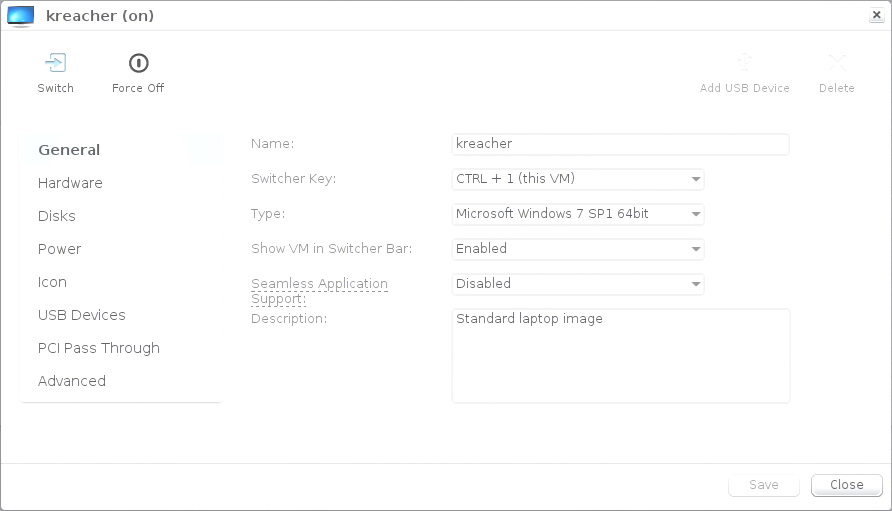 kreacher (on)
Switch
Force Off
Add USB Device
Delete
General
Hardware
Disks
Power
Icon
USB Devices
PCI Pass Through
Advanced
Name:
kreacher
Switcher Key:
CTRL + 1 (this VM)
Type:
Microsoft Windows 7 SP1 64bit
Show VM in Switcher Bar:
Enabled
Seamless Application
Support:
Disabled
Description:
Standard laptop image
Save
Close